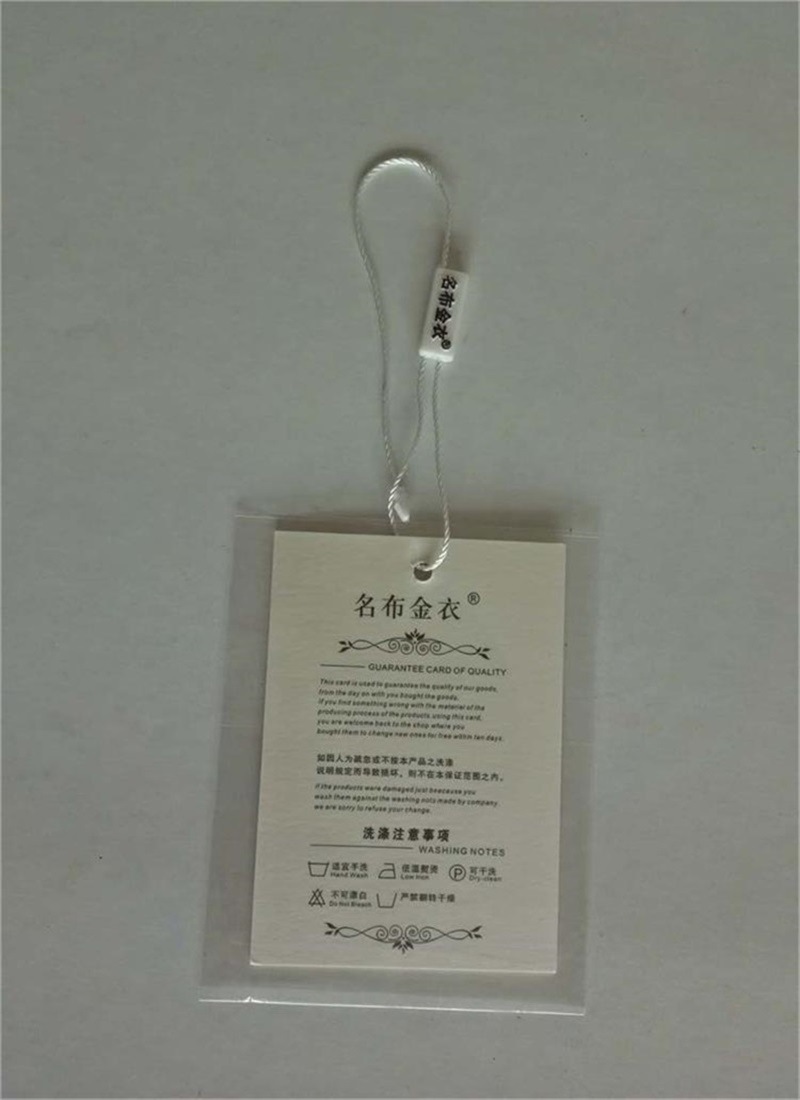 名布金衣®
名布金衣®
GUARANTEE CARD OF QUALITY
This card is used to guarantee the quality of our goods,
from the day on with you bought the goods.
if you find something wrong with the material of the
producing process of the products. using this card,
you are welcome back to the shop where you
bought them to change new ones for free within ten days.
如因人为疏忽或不按本产品之洗涤
说明规定而导致损坏，则不在本保证范围之内。
if the products were damaged just beecause you
wash them against the washing nots made by company.
we are sorry to refuse your change.
洗涤注意事项
WASHING NOTES
适宜手洗 低温熨烫 可干洗
Hand Wash Low Iron Dry-clean
不可漂白 严禁翻转干燥
Do Not Bleach